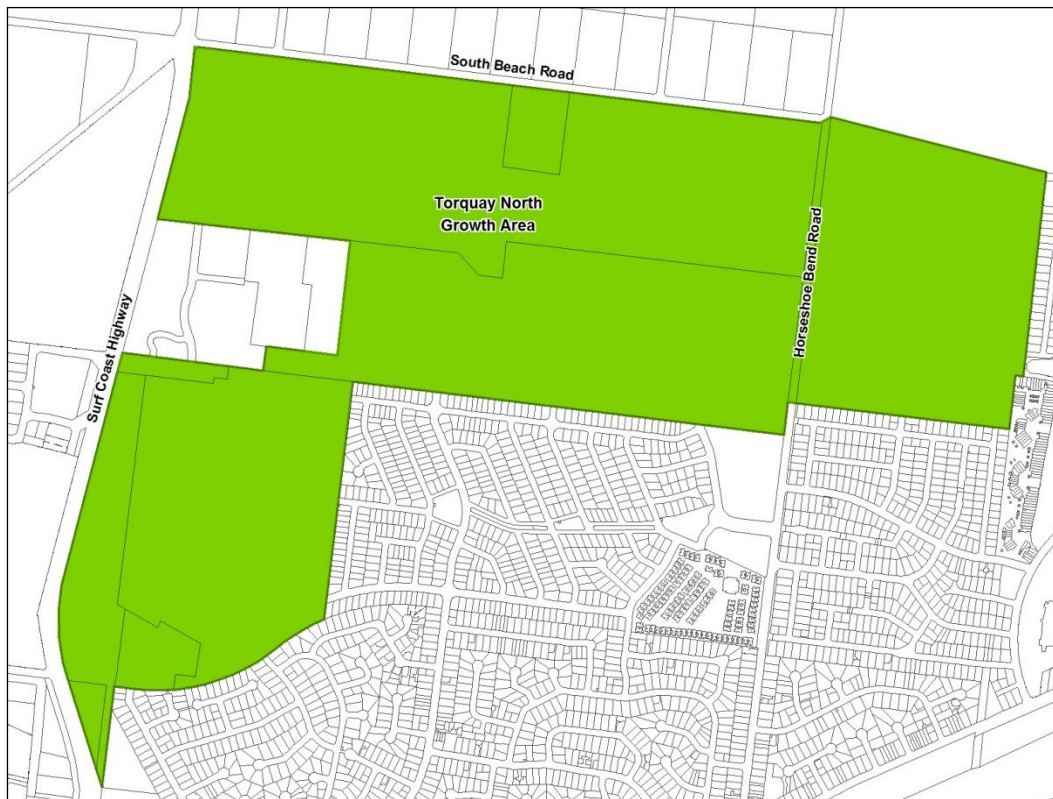 South Beach Road
Torquay North
Growth Area
Horseshoe Bend Road
Surf Coast Highway